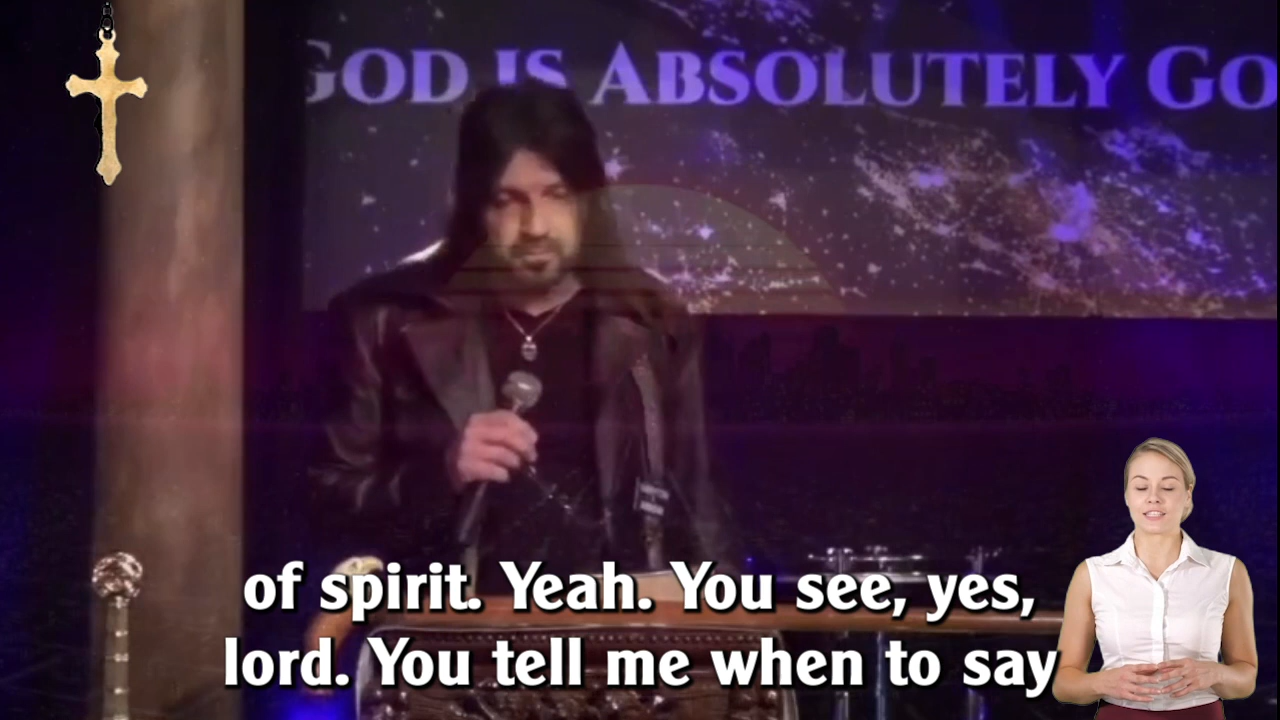 GOD IS ABSOLUTELY GO
of spirit. Yeah. You see, yes,
lord. You tell me when to say